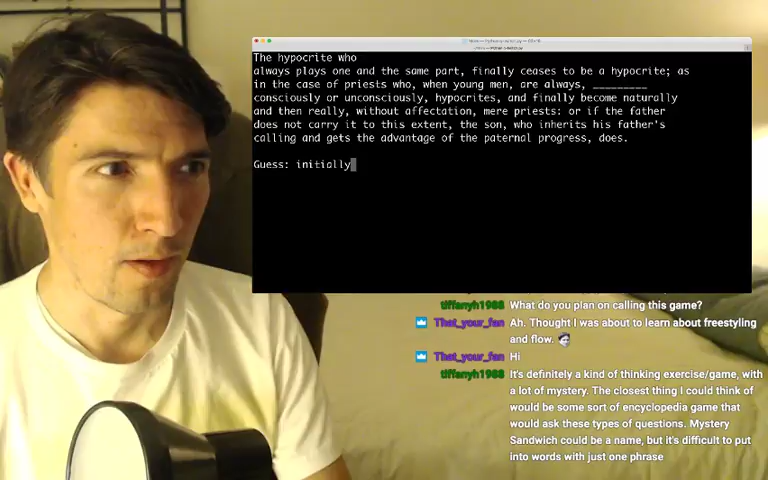 The hypocrite who
always plays one and the same part, finally ceases to be a hypocrite; as
in the case of priests who, when young men, are always, _________
consciously or unconsciously, hypocrites, and finally become naturally
and then really, without affectation, mere priests: or if the father
does not carry it to this extent, the son, who inherits his father's
calling and gets the advantage of the paternal progress, does.
Guess: initially
tiffanyh1988 What do you plan on calling this game?
That_your_fan Ah. Thought I was about to learn about freestyling
and flow.
That_your_fan Hi
tiffanyh1988 It's definitely a kind of thinking exercise/game, with
a lot of mystery. The closest thing I could think of
would be some sort of encyclopedia game that
would ask these types of questions. Mystery
Sandwich could be a name, but it's difficult to put
into words with just one phrase